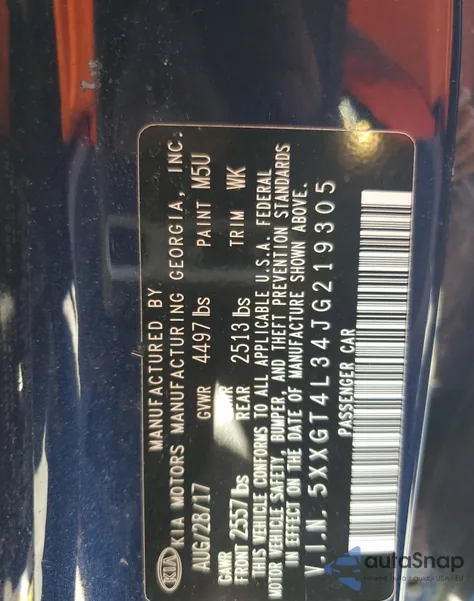 MANUFACTURED BY
KIA MOTORS MANUFACTURING GEORGIA, INC.
KIA
AUG/28/17 GVWR 4497 lbs PAINT M5U
GAWR FRONT 2557 lbs GAWR REAR 2513 lbs TRIM WK
THIS VEHICLE CONFORMS TO ALL APPLICABLE U.S.A. FEDERAL
MOTOR VEHICLE SAFETY, BUMPER, AND THEFT PREVENTION STANDARDS
IN EFFECT ON THE DATE OF MANUFACTURE SHOWN ABOVE.
V.I.N. 5XXGT4L34JG219305
PASSENGER CAR
autoSnap